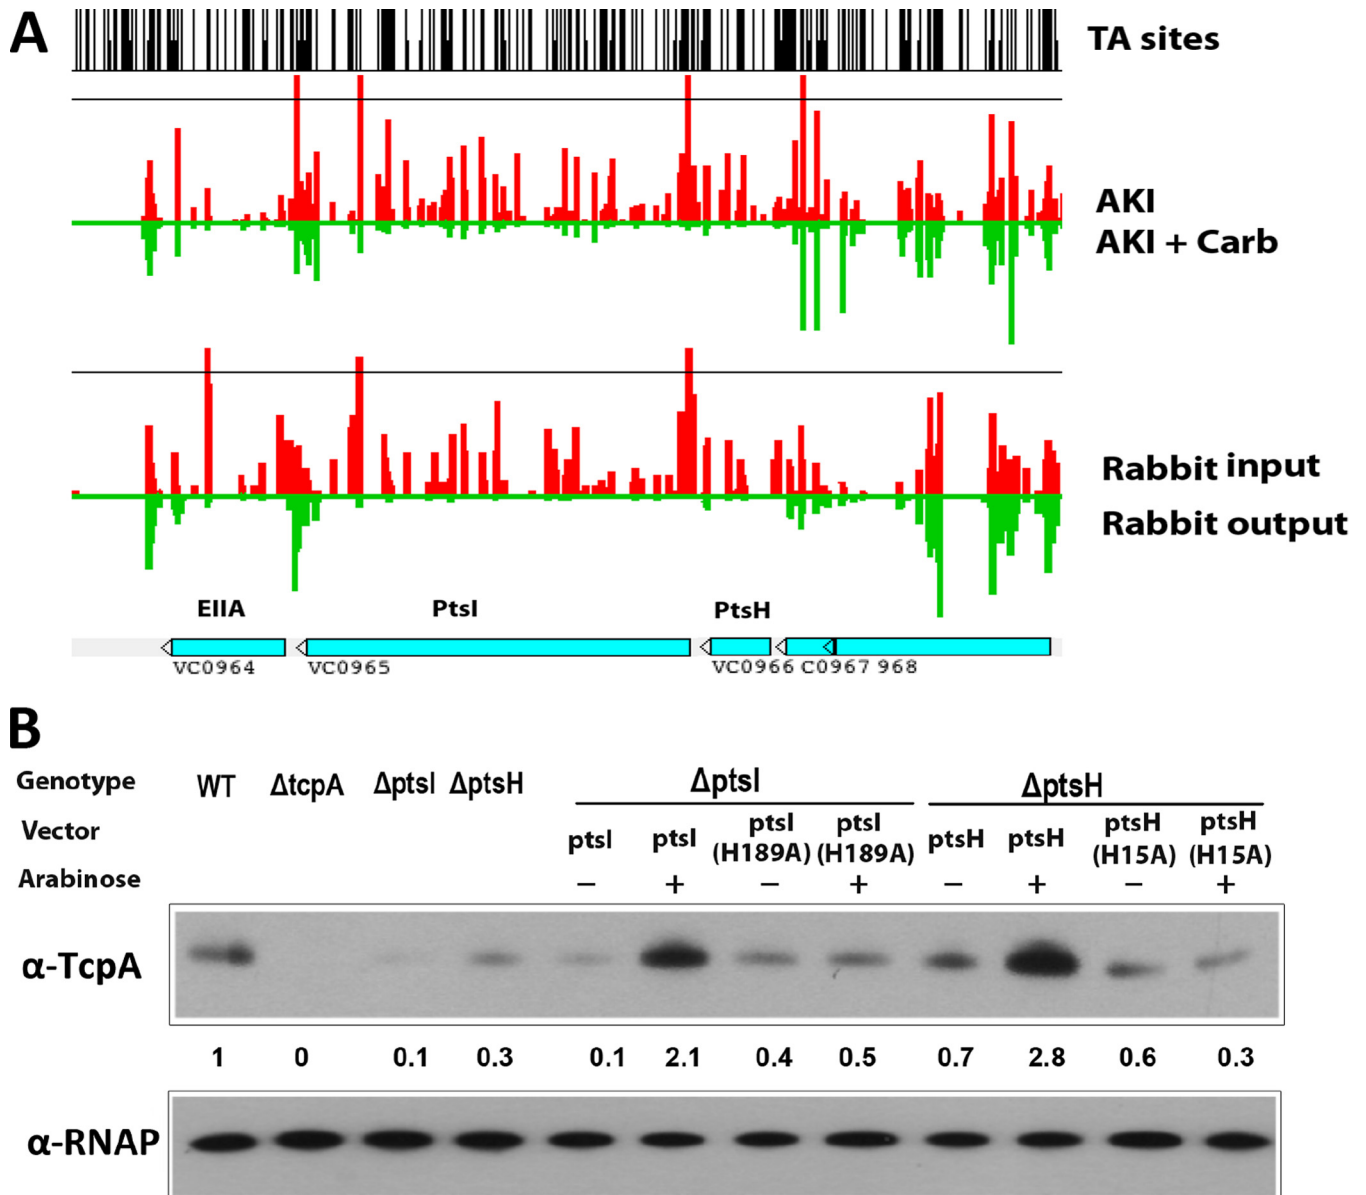 A
TA sites
AKI
AKI + Carb
Rabbit input
Rabbit output
EIIA PtsI PtsH
VC0964 VC0965 VC0966 C0967 968
B
Genotype WT ΔtcpA ΔptsI ΔptsH ΔptsI ΔptsH
Vector ptsI ptsI ptsI (H189A) ptsI (H189A) ptsH ptsH ptsH (H15A) ptsH (H15A)
Arabinose − + − + − + − +
α-TcpA
1 0 0.1 0.3 0.1 2.1 0.4 0.5 0.7 2.8 0.6 0.3
α-RNAP